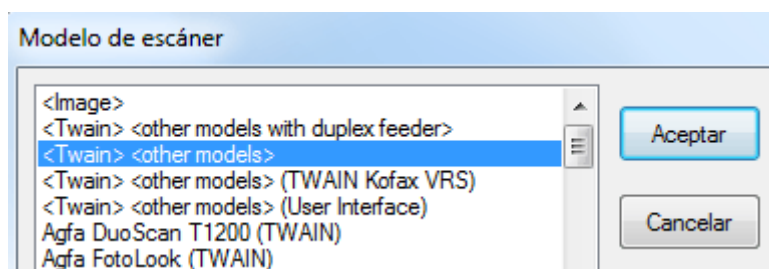 Modelo de escáner
<Image>
<Twain> <other models with duplex feeder>
<Twain> <other models>
<Twain> <other models> (TWAIN Kofax VRS)
<Twain> <other models> (User Interface)
Agfa DuoScan T1200 (TWAIN)
Agfa FotoLook (TWAIN)
Aceptar
Cancelar